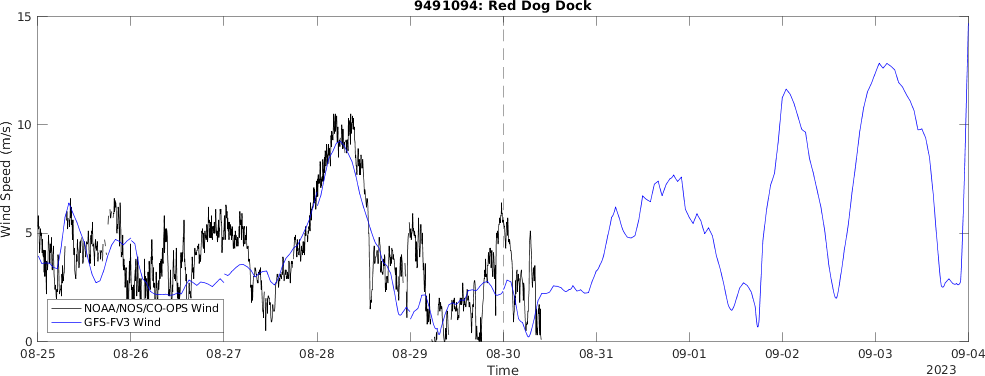 9491094: Red Dog Dock
15
10
5
0
Wind Speed (m/s)
NOAA/NOS/CO-OPS Wind
GFS-FV3 Wind
08-25 08-26 08-27 08-28 08-29 08-30 08-31 09-01 09-02 09-03 09-04
Time
2023